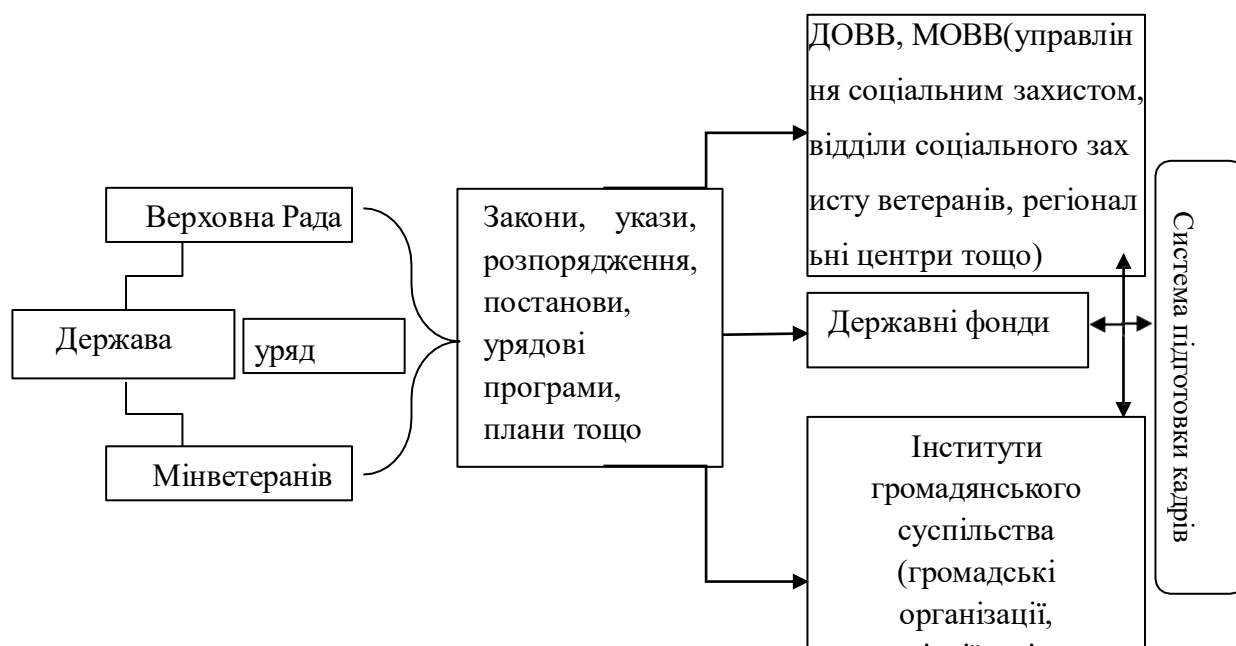 Верховна Рада
Держава
уряд
Мінветеранів
Закони, укази,
розпорядження,
постанови,
урядові
програми,
плани тощо
ДОВВ, МОВВ(управлін
ня соціальним захистом,
відділи соціального зах
исту ветеранів, регіонал
ьні центри тощо)
Державні фонди
Інститути
громадянського
суспільства
(громадські
організації,
Система підготовки кадрів